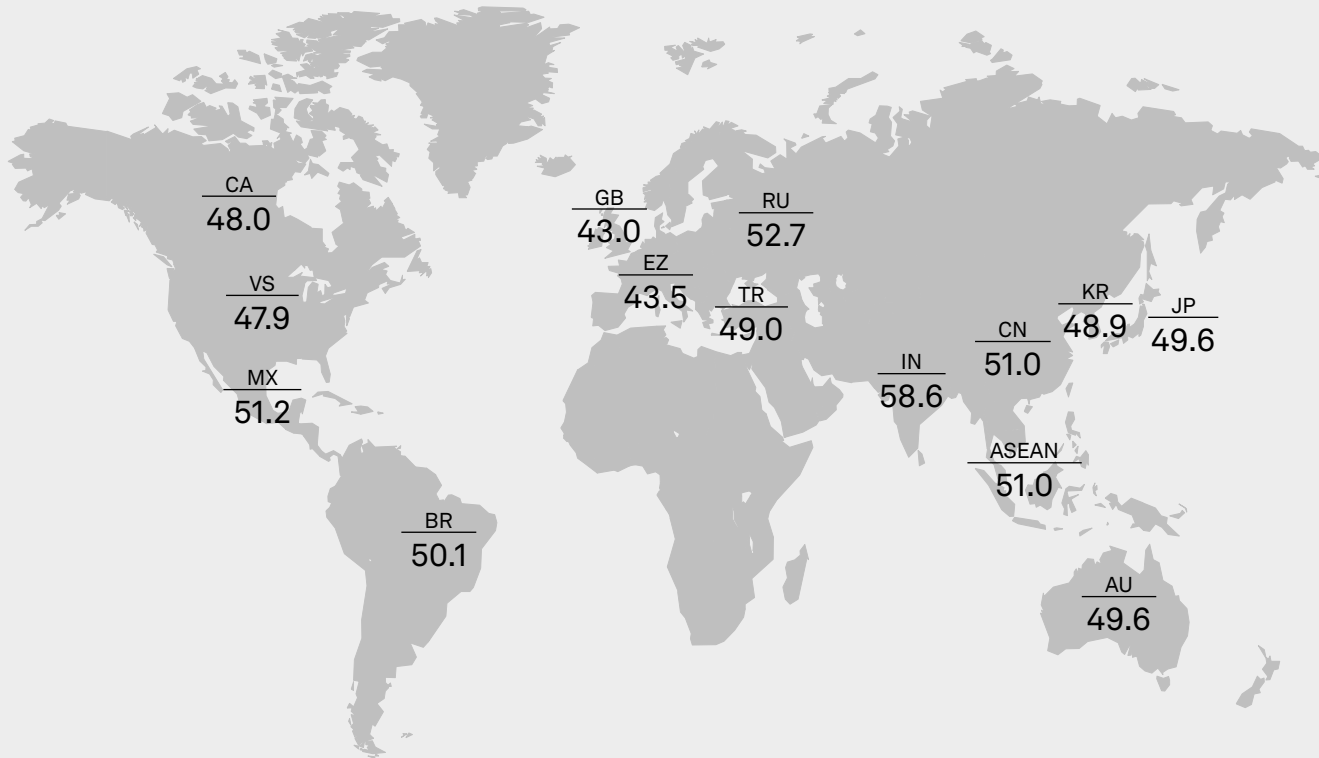 CA
48.0
VS
47.9
MX
51.2
BR
50.1
GB
43.0
EZ
43.5
RU
52.7
TR
49.0
IN
58.6
CN
51.0
KR
48.9
JP
49.6
ASEAN
51.0
AU
49.6